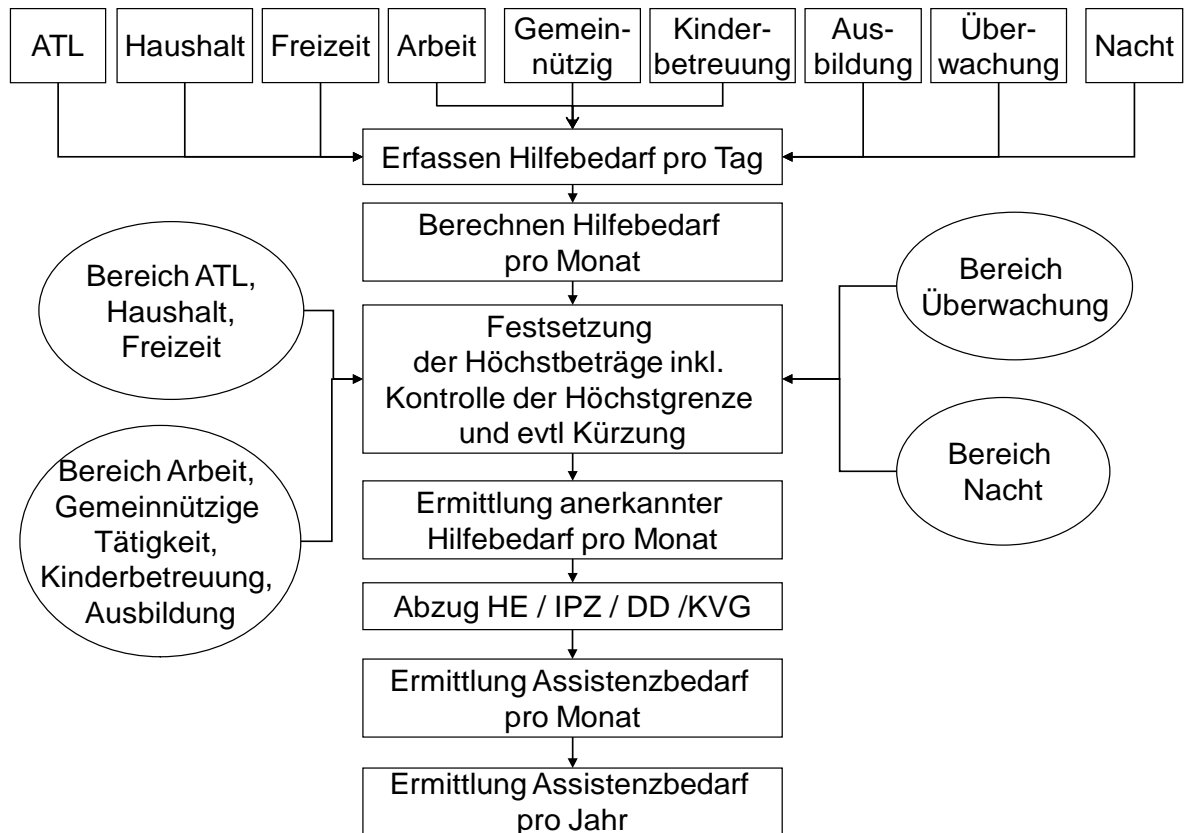 ATL
Haushalt
Freizeit
Arbeit
Gemein-
nützig
Kinder-
betreuung
Aus-
bildung
Über-
wachung
Nacht
Erfassen Hilfebedarf pro Tag
Berechnen Hilfebedarf
pro Monat
Bereich ATL,
Haushalt,
Freizeit
Bereich
Überwachung
Festsetzung
der Höchstbeträge inkl.
Kontrolle der Höchstgrenze
und evtl Kürzung
Bereich Arbeit,
Gemeinnützige
Tätigkeit,
Kinderbetreuung,
Ausbildung
Bereich
Nacht
Ermittlung anerkannter
Hilfebedarf pro Monat
Abzug HE / IPZ / DD /KVG
Ermittlung Assistenzbedarf
pro Monat
Ermittlung Assistenzbedarf
pro Jahr